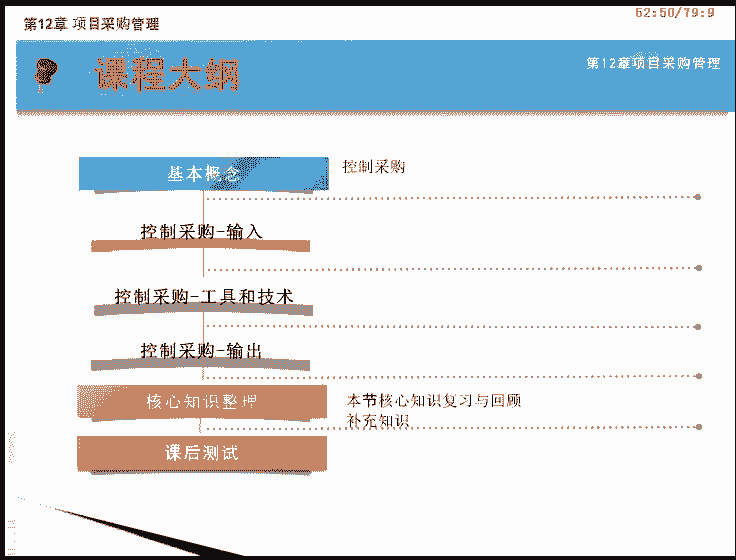 第12章 项目采购管理
62:50/79:9
课程大纲
第12章项目采购管理
基本概念
控制采购
控制采购-输入
控制采购-工具和技术
控制采购-输出
核心知识整理
本节核心知识复习与回顾
补充知识
课后测试